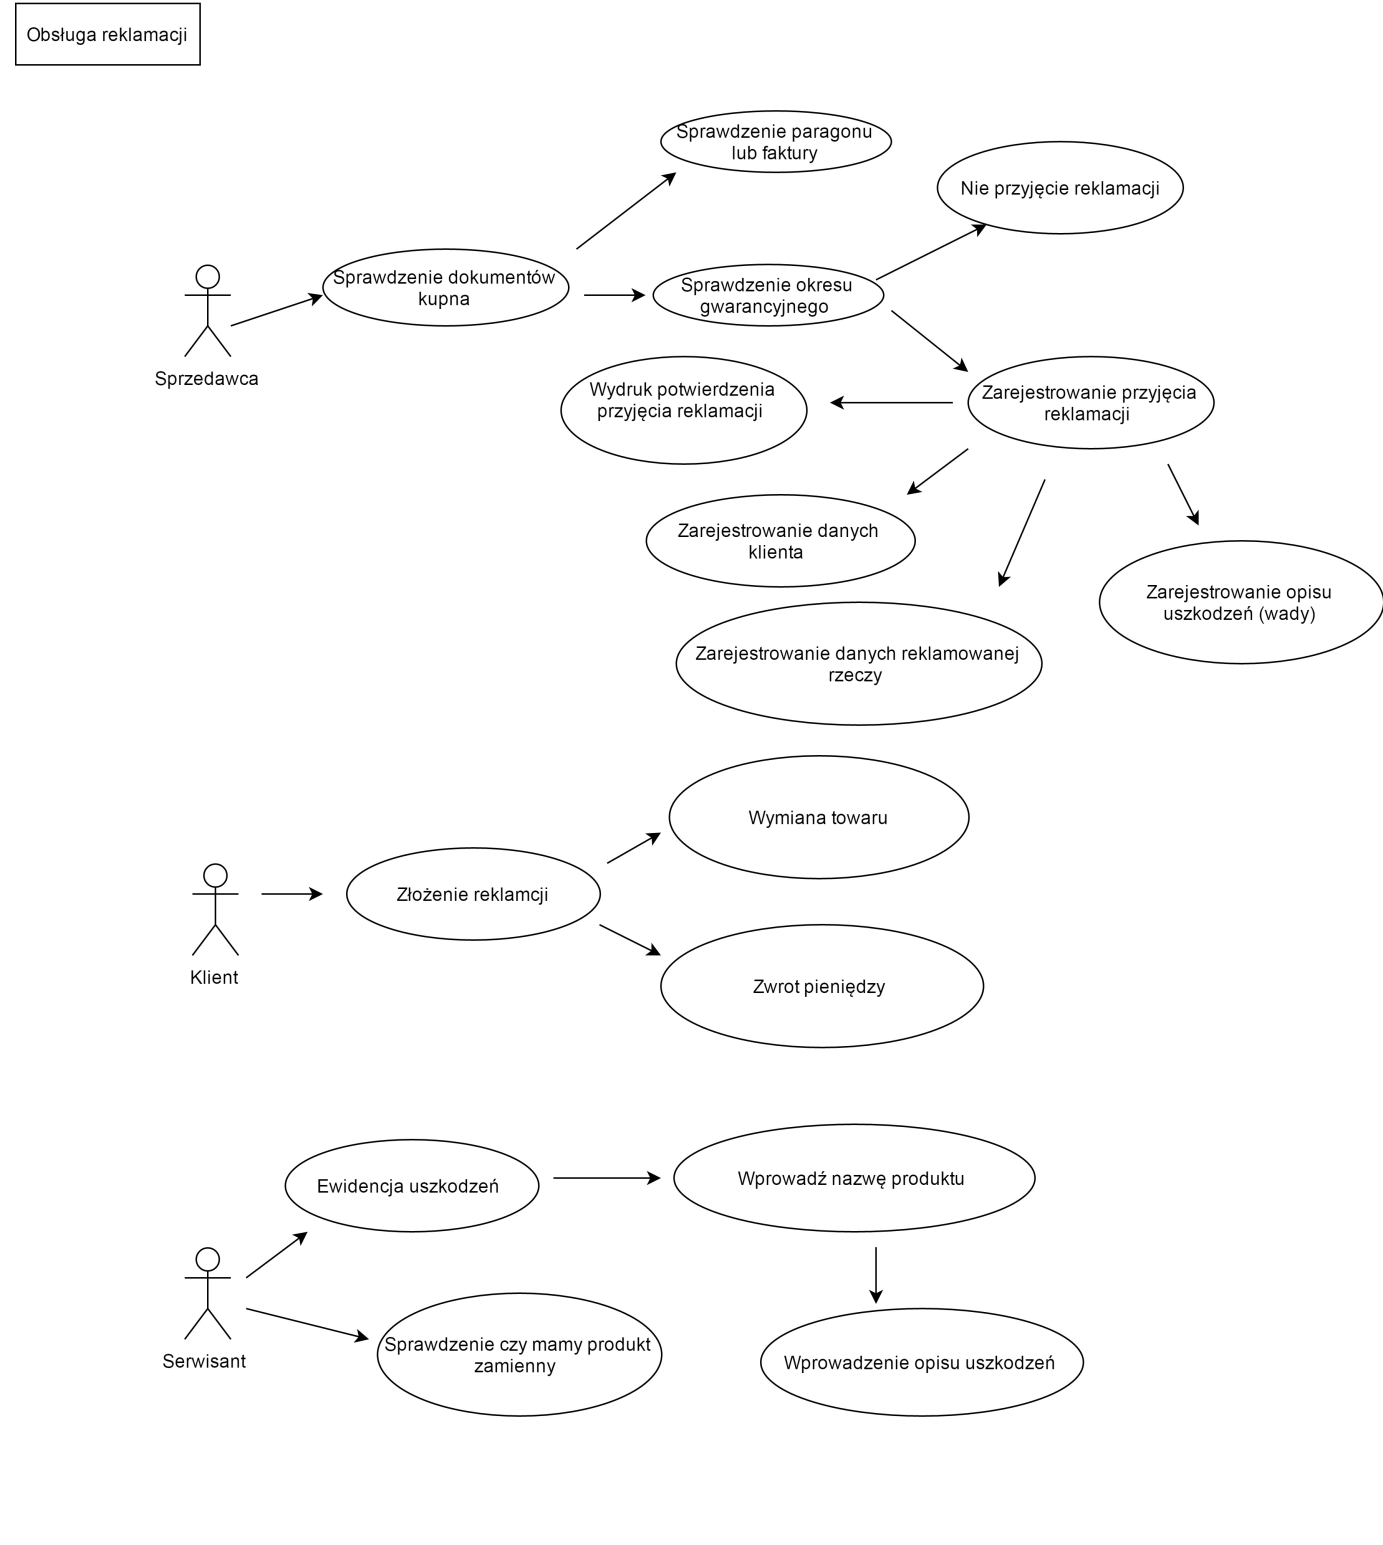 Obsługa reklamacji
Sprawdzenie paragonu
lub faktury
Nie przyjęcie reklamacji
Sprawdzenie dokumentów
kupna
Sprawdzenie okresu
gwarancyjnego
Sprzedawca
Wydruk potwierdzenia
przyjęcia reklamacji
Zarejestrowanie przyjęcia
reklamacji
Zarejestrowanie danych
klienta
Zarejestrowanie opisu
uszkodzeń (wady)
Zarejestrowanie danych reklamowanej
rzeczy
Wymiana towaru
Złożenie reklamcji
Klient
Zwrot pieniędzy
Ewidencja uszkodzeń
Wprowadź nazwę produktu
Serwisant
Sprawdzenie czy mamy produkt
zamienny
Wprowadzenie opisu uszkodzeń